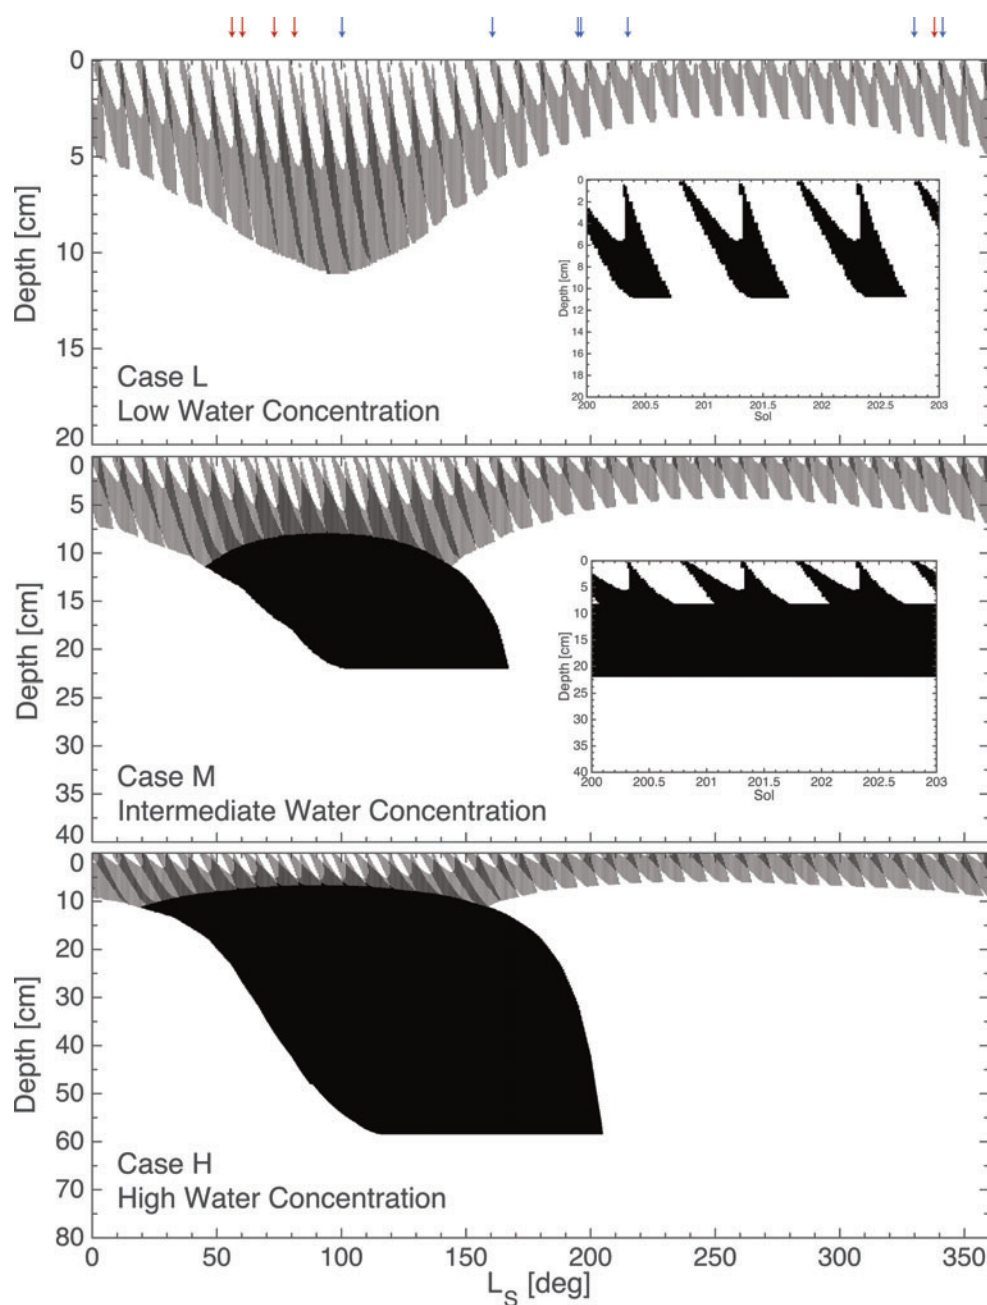 0
5
10
15
20
Depth [cm]
Case L
Low Water Concentration
0
2
4
6
8
10
12
14
16
18
20
Depth [cm]
200 200.5 201 201.5 202 202.5 203
Sol
0
5
10
15
20
25
30
35
40
Depth [cm]
Case M
Intermediate Water Concentration
0
5
10
15
20
25
30
35
40
Depth [cm]
200 200.5 201 201.5 202 202.5 203
Sol
0
10
20
30
40
50
60
70
80
Depth [cm]
Case H
High Water Concentration
0 50 100 150 200 250 300 350
LS [deg]